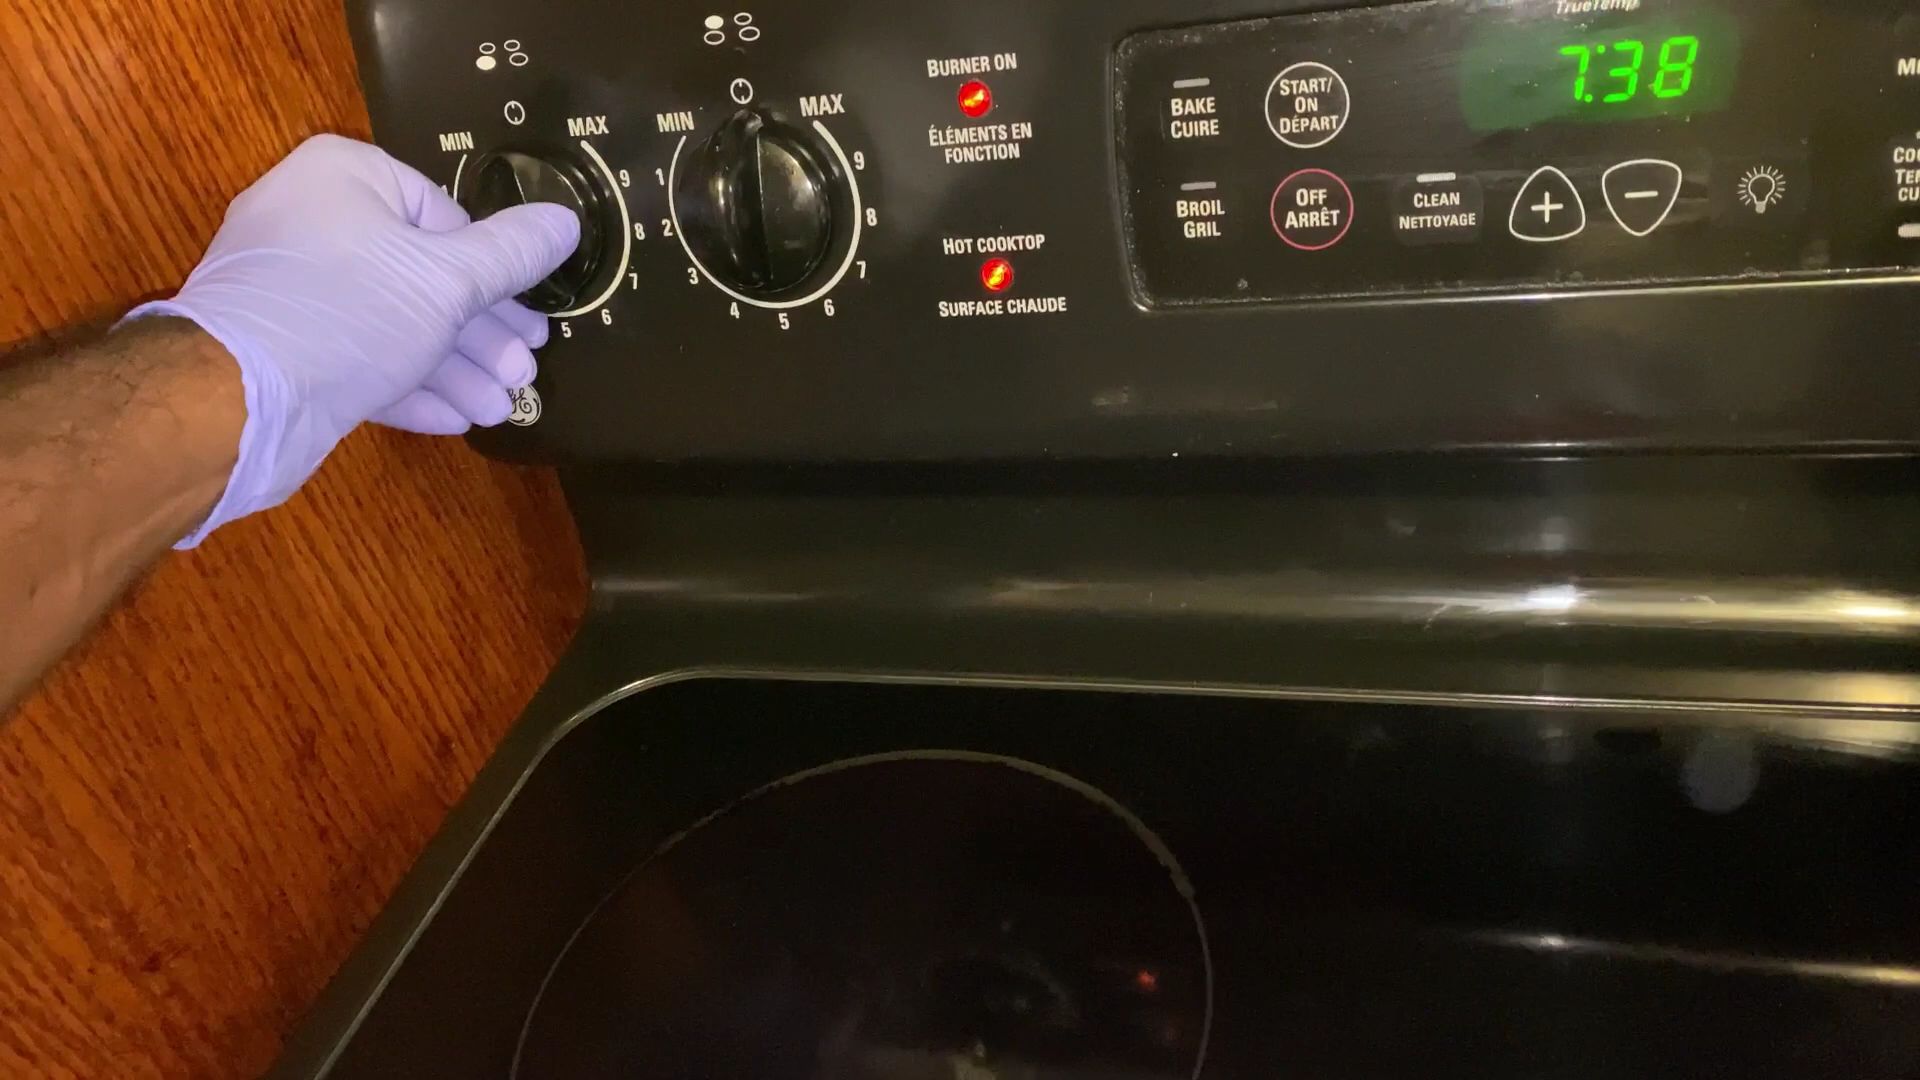 TrueTemp
7:38
MIN
MAX
9
8
7
6
5
MIN
MAX
1
2
3
4
5
6
7
8
9
BURNER ON
ÉLÉMENTS EN
FONCTION
HOT COOKTOP
SURFACE CHAUDE
BAKE
CUIRE
START/
ON
DÉPART
BROIL
GRIL
OFF
ARRÊT
CLEAN
NETTOYAGE
+
−
GE